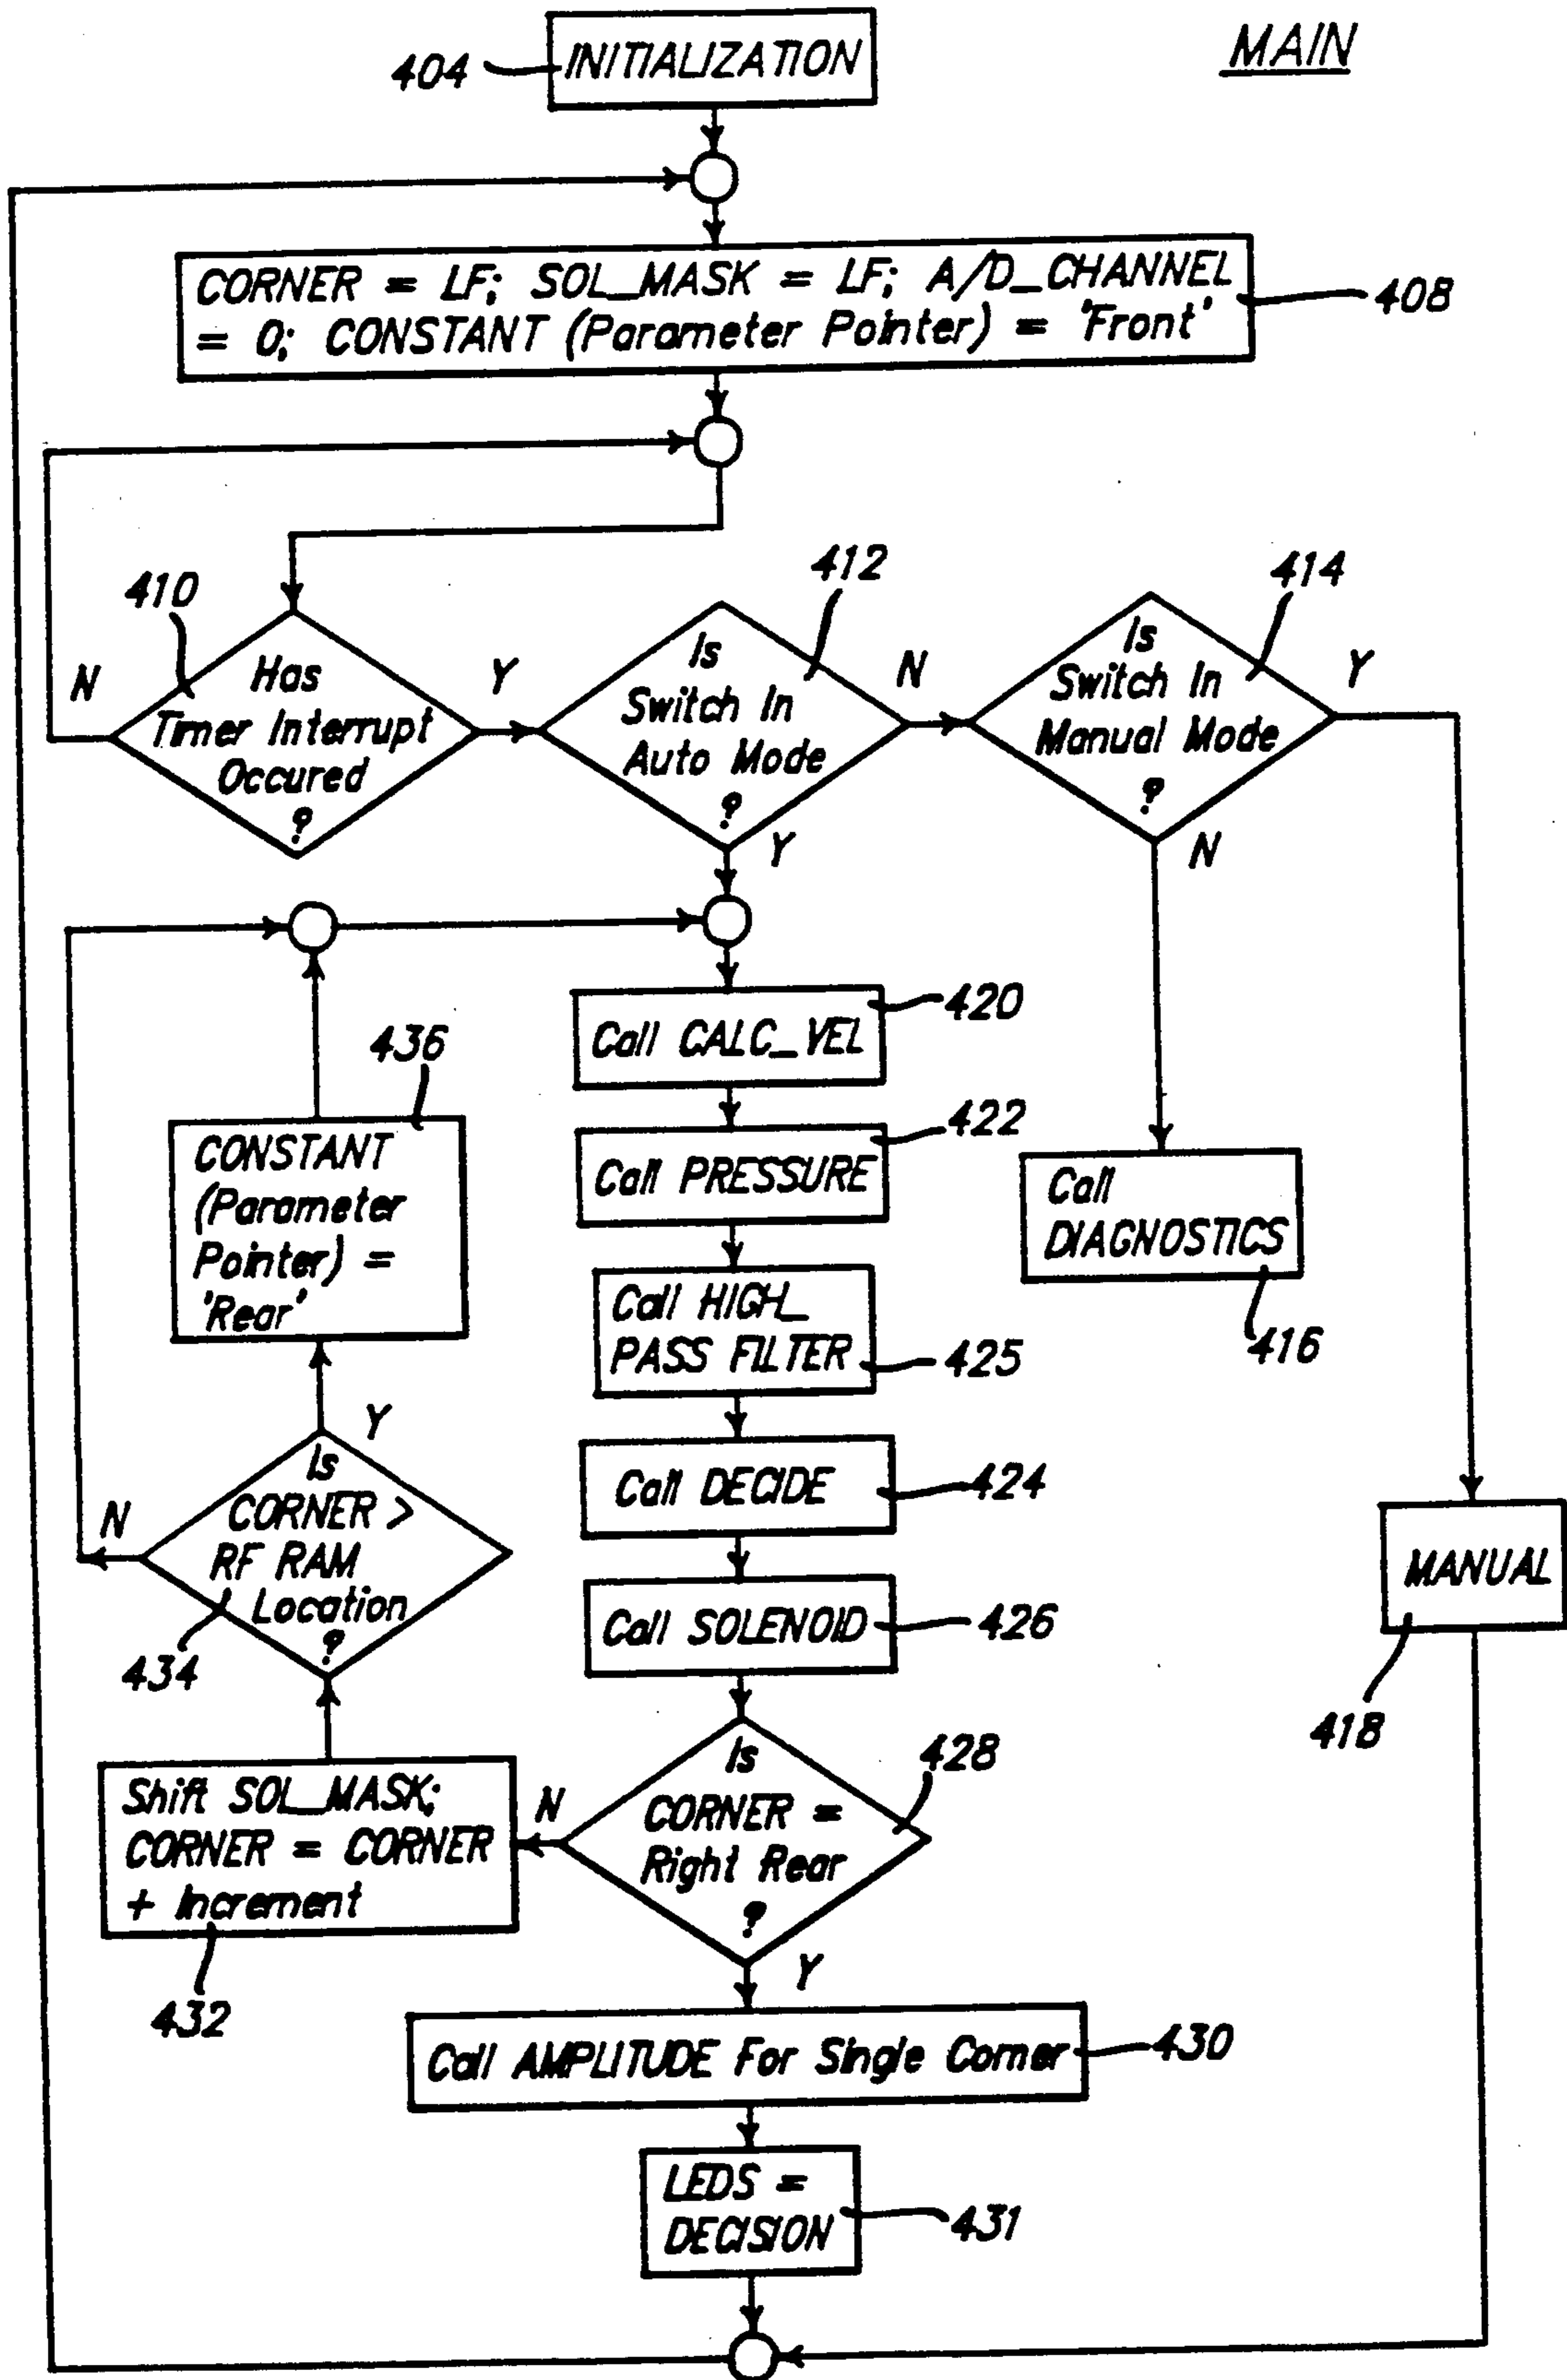 MAIN
404
INITIALIZATION
CORNER = LF; SOL_MASK = LF; A/D_CHANNEL
= 0; CONSTANT (Parameter Pointer) = 'Front'
408
410
412
414
N
Has
Timer Interrupt
Occured
?
Y
Is
Switch In
Auto Mode
?
N
Y
Is
Switch In
Manual Mode
?
Y
N
Call CALC_VEL
420
436
Call PRESSURE
422
CONSTANT
(Parameter
Pointer) =
'Rear'
Call
DIAGNOSTICS
416
Call HIGH_
PASS FILTER
425
Y
Is
CORNER >
RF RAM
Location
?
N
434
Call DECIDE
424
MANUAL
418
Call SOLENOID
426
Is
CORNER =
Right Rear
?
428
N
Y
Shift SOL_MASK;
CORNER = CORNER
+ Increment
432
Call AMPLITUDE For Single Corner
430
LEDS =
DECISION
431